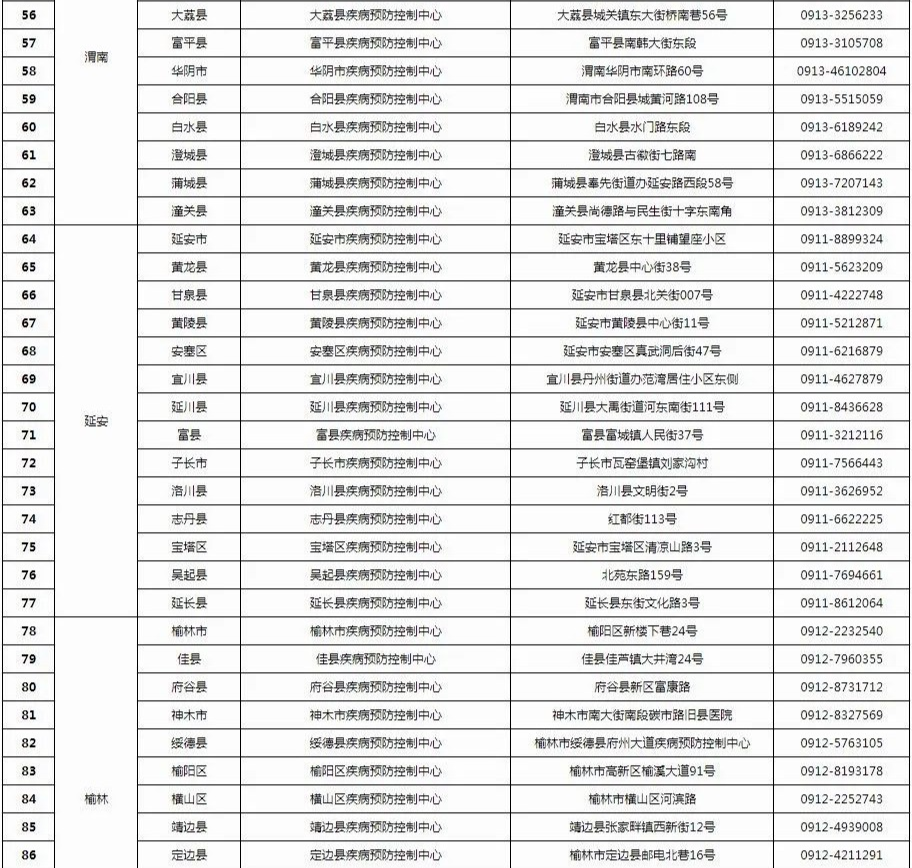 56 大荔县 大荔县疾病预防控制中心 大荔县城关镇东大街桥南巷56号 0913-3256233
57 富平县 富平县疾病预防控制中心 富平县南韩大街东段 0913-3105708
渭南
58 华阴市 华阴市疾病预防控制中心 渭南华阴市南环路60号 0913-46102804
59 合阳县 合阳县疾病预防控制中心 渭南市合阳县城黄河路108号 0913-5515059
60 白水县 白水县疾病预防控制中心 白水县水门路东段 0913-6189242
61 澄城县 澄城县疾病预防控制中心 澄城县古徵街七路南 0913-6866222
62 蒲城县 蒲城县疾病预防控制中心 蒲城县奉先街道办延安路西段58号 0913-7207143
63 潼关县 潼关县疾病预防控制中心 潼关县尚德路与民生街十字东南角 0913-3812309
64 延安市 延安市疾病预防控制中心 延安市宝塔区东十里铺望座小区 0911-8899324
65 黄龙县 黄龙县疾病预防控制中心 黄龙县中心街38号 0911-5623209
66 甘泉县 甘泉县疾病预防控制中心 延安市甘泉县北关街007号 0911-4222748
67 黄陵县 黄陵县疾病预防控制中心 延安市黄陵县中心街11号 0911-5212871
68 安塞区 安塞区疾病预防控制中心 延安市安塞区真武洞后街47号 0911-6216879
69 宜川县 宜川县疾病预防控制中心 宜川县丹州街道办范湾居住小区东侧 0911-4627879
70 延川县 延川县疾病预防控制中心 延川县大禹街道河东南街111号 0911-8436628
延安
71 富县 富县疾病预防控制中心 富县富城镇人民街37号 0911-3212116
72 子长市 子长市疾病预防控制中心 子长市瓦窑堡镇刘家沟村 0911-7566443
73 洛川县 洛川县疾病预防控制中心 洛川县文明街2号 0911-3626952
74 志丹县 志丹县疾病预防控制中心 红都街113号 0911-6622225
75 宝塔区 宝塔区疾病预防控制中心 延安市宝塔区清凉山路3号 0911-2112648
76 吴起县 吴起县疾病预防控制中心 北苑东路159号 0911-7694661
77 延长县 延长县疾病预防控制中心 延长县东街文化路3号 0911-8612064
78 榆林市 榆林市疾病预防控制中心 榆阳区新楼下巷24号 0912-2232540
79 佳县 佳县疾病预防控制中心 佳县佳芦镇大井湾24号 0912-7960355
80 府谷县 府谷县疾病预防控制中心 府谷县新区富康路 0912-8731712
81 神木市 神木市疾病预防控制中心 神木市南大街南段碳市路旧县医院 0912-8327569
82 绥德县 绥德县疾病预防控制中心 榆林市绥德县府州大道疾病预防控制中心 0912-5763105
83 榆阳区 榆阳区疾病预防控制中心 榆林市高新区榆溪大道91号 0912-8193178
84 榆林 横山区 横山区疾病预防控制中心 榆林市横山区河滨路 0912-2252743
85 靖边县 靖边县疾病预防控制中心 靖边县张家畔镇西新街12号 0912-4939008
86 定边县 定边县疾病预防控制中心 榆林市定边县邮电北巷16号 0912-4211291